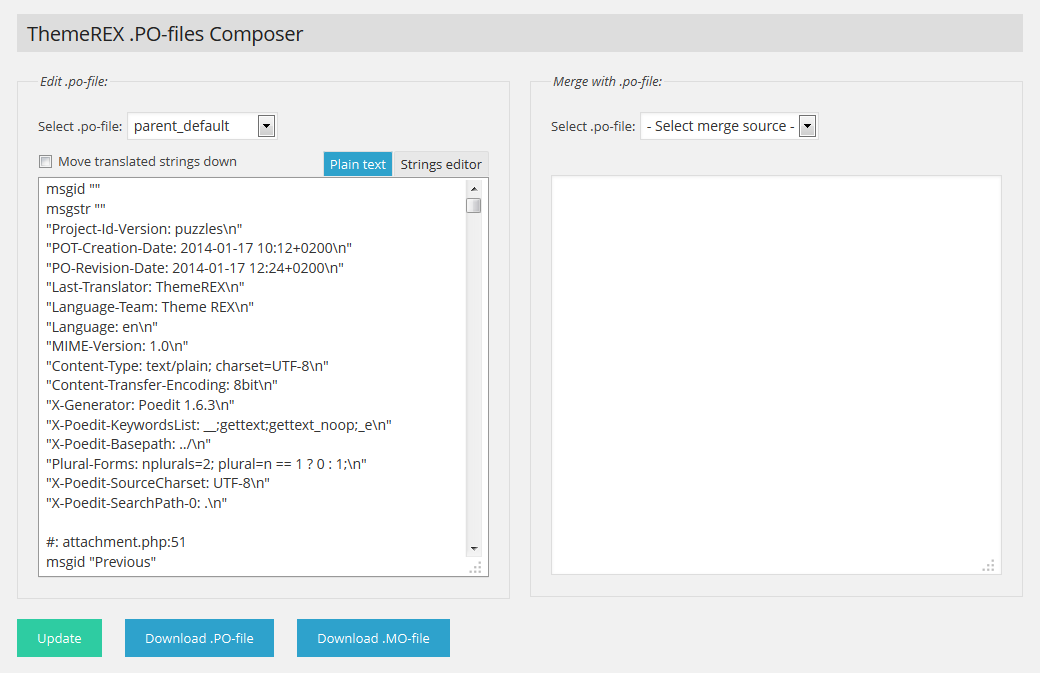 ThemeREX .PO-files Composer
Edit .po-file:
Select .po-file: parent_default
Move translated strings down
Plain text Strings editor
msgid ""
msgstr ""
"Project-Id-Version: puzzles\n"
"POT-Creation-Date: 2014-01-17 10:12+0200\n"
"PO-Revision-Date: 2014-01-17 12:24+0200\n"
"Last-Translator: ThemeREX\n"
"Language-Team: Theme REX\n"
"Language: en\n"
"MIME-Version: 1.0\n"
"Content-Type: text/plain; charset=UTF-8\n"
"Content-Transfer-Encoding: 8bit\n"
"X-Generator: Poedit 1.6.3\n"
"X-Poedit-KeywordsList: __;gettext;gettext_noop;_e\n"
"X-Poedit-Basepath: ../\n"
"Plural-Forms: nplurals=2; plural=n == 1 ? 0 : 1;\n"
"X-Poedit-SourceCharset: UTF-8\n"
"X-Poedit-SearchPath-0: .\n"
#: attachment.php:51
msgid "Previous"
Merge with .po-file:
Select .po-file: - Select merge source -
Update Download .PO-file Download .MO-file